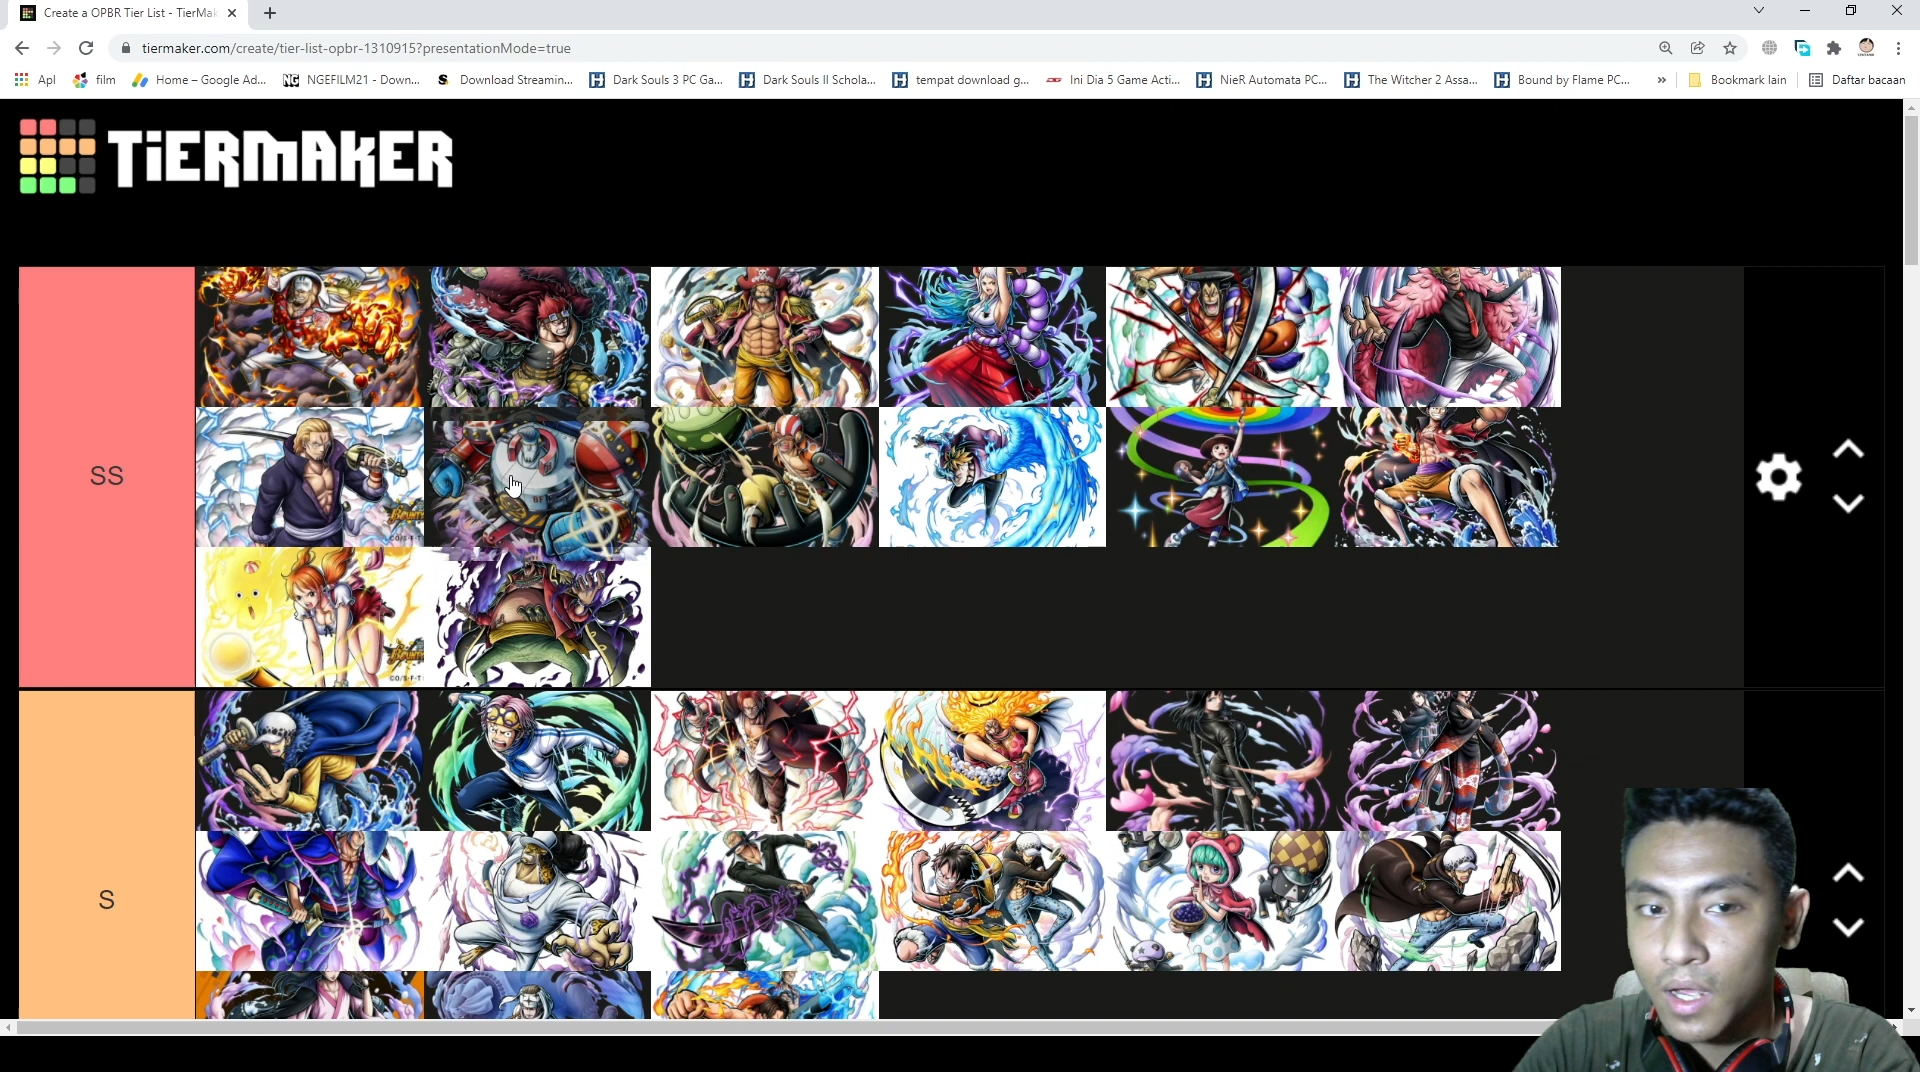 Create a OPBR Tier List - TierMak
tiermaker.com/create/tier-list-opbr-1310915?presentationMode=true
Apl
film
Home – Google Ad...
NG
NGEFILM21 - Down...
S
Download Streamin...
H
Dark Souls 3 PC Ga...
H
Dark Souls II Schola...
H
tempat download g...
Ini Dia 5 Game Acti...
H
NieR Automata PC...
H
The Witcher 2 Assa...
H
Bound by Flame PC...
»
Bookmark lain
Daftar bacaan
TiERMAKER
SS
S